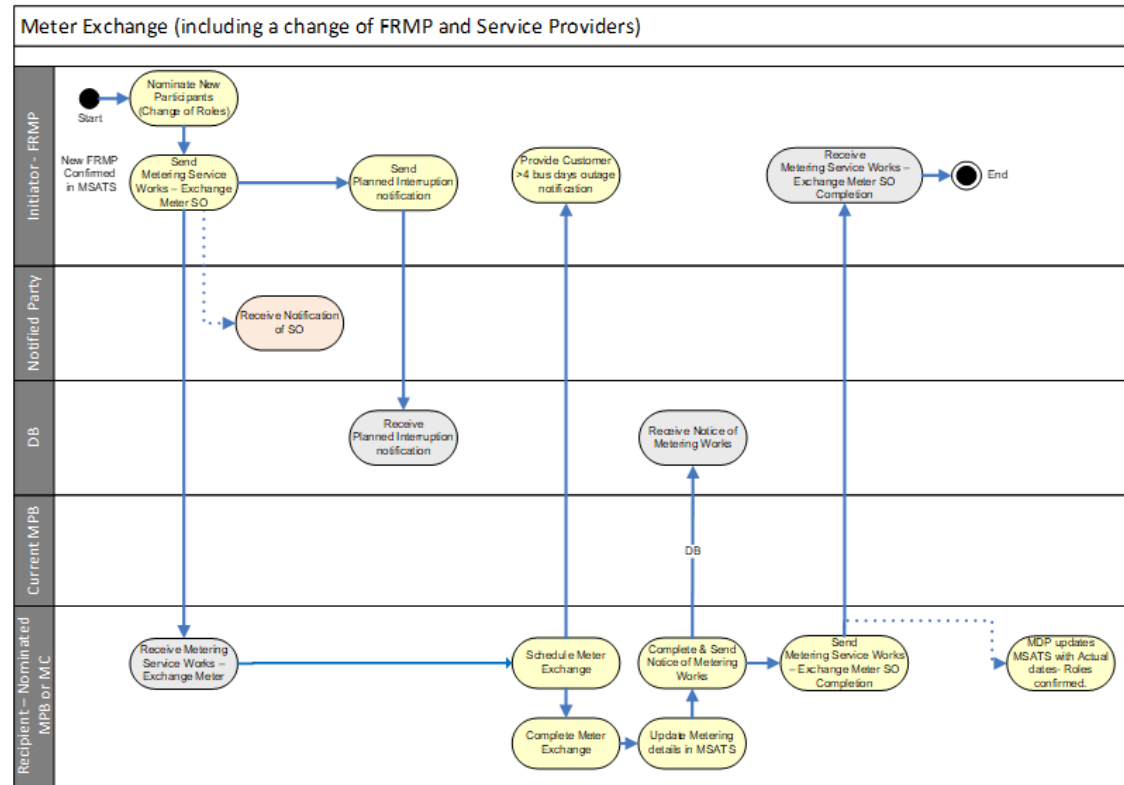 Meter Exchange (including a change of FRMP and Service Providers)
Initiator - FRMP
Start
Nominate New
Participants
(Change of Roles)
New FRMP
Confirmed
in MSATS
Send
Metering Service
Works – Exchange
Meter SO
Send
Planned Interruption
notification
Provide Customer
>4 bus days outage
notification
Receive
Metering Service Works –
Exchange Meter SO
Completion
End
Notified Party
Receive Notification
of SO
DB
Receive
Planned Interruption
notification
Receive Notice of
Metering Works
Current MPB
DB
Recipient – Nominated
MPB or MC
Receive Metering
Service Works –
Exchange Meter
Schedule Meter
Exchange
Complete & Send
Notice of Metering
Works
Send
Metering Service Works
– Exchange Meter SO
Completion
MDP updates
MSATS with Actual
dates- Roles
confirmed.
Complete Meter
Exchange
Update Metering
details in MSATS